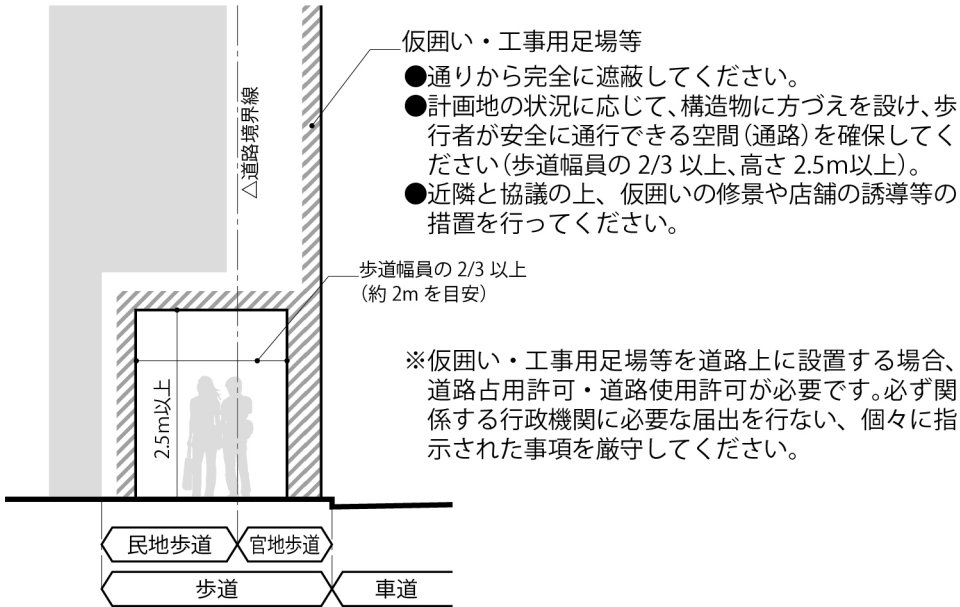 仮囲い・工事用足場等
●通りから完全に遮蔽してください。
●計画地の状況に応じて、構造物に方づえを設け、歩
行者が安全に通行できる空間（通路）を確保してく
ださい（歩道幅員の 2/3 以上、高さ 2.5m以上）。
●近隣と協議の上、仮囲いの修景や店舗の誘導等の
措置を行ってください。
△道路境界線
歩道幅員の 2/3 以上
（約 2m を目安）
2.5m以上
※仮囲い・工事用足場等を道路上に設置する場合、
道路占用許可・道路使用許可が必要です。必ず関
係する行政機関に必要な届出を行ない、個々に指
示された事項を厳守してください。
民地歩道
官地歩道
歩道
車道